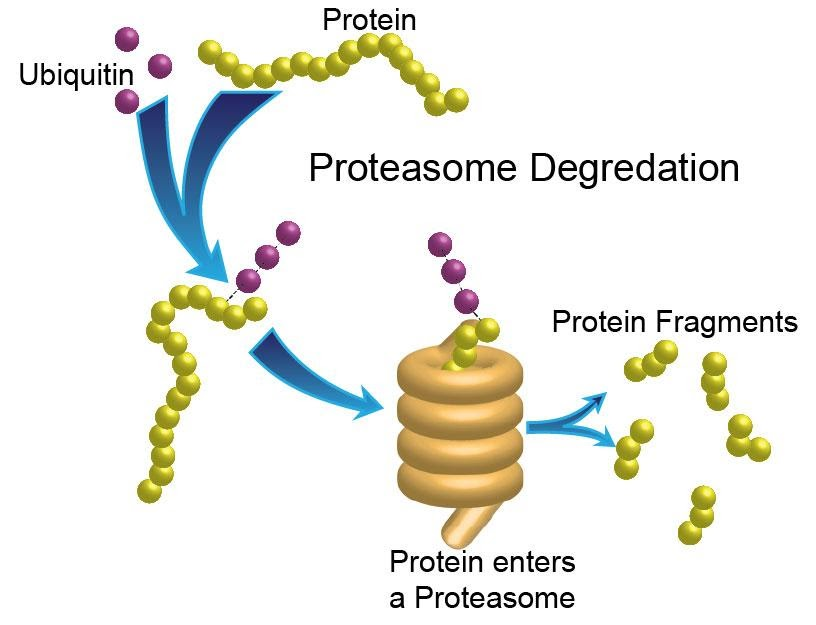 Protein
Ubiquitin
Proteasome Degredation
Protein Fragments
Protein enters
a Proteasome